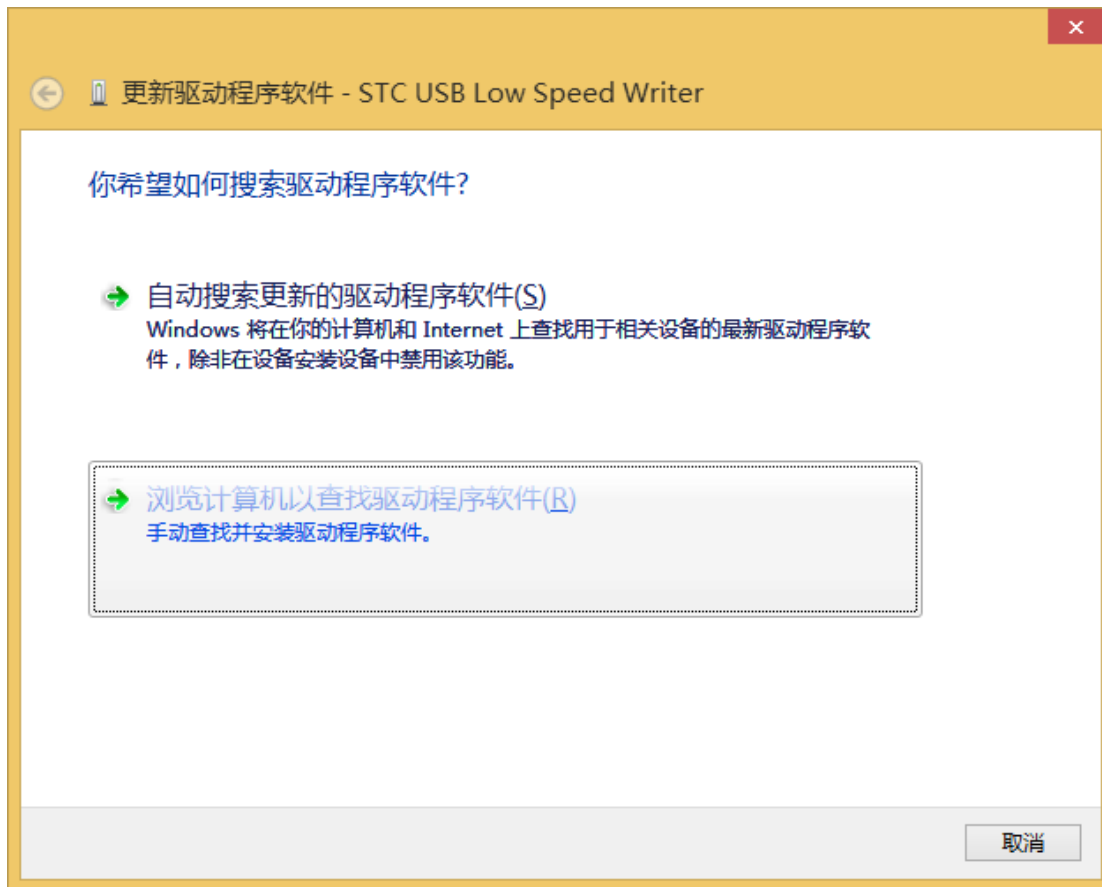 更新驱动程序软件 - STC USB Low Speed Writer
你希望如何搜索驱动程序软件?
自动搜索更新的驱动程序软件(S)
Windows 将在你的计算机和 Internet 上查找用于相关设备的最新驱动程序软
件，除非在设备安装设备中禁用该功能。
浏览计算机以查找驱动程序软件(R)
手动查找并安装驱动程序软件。
取消